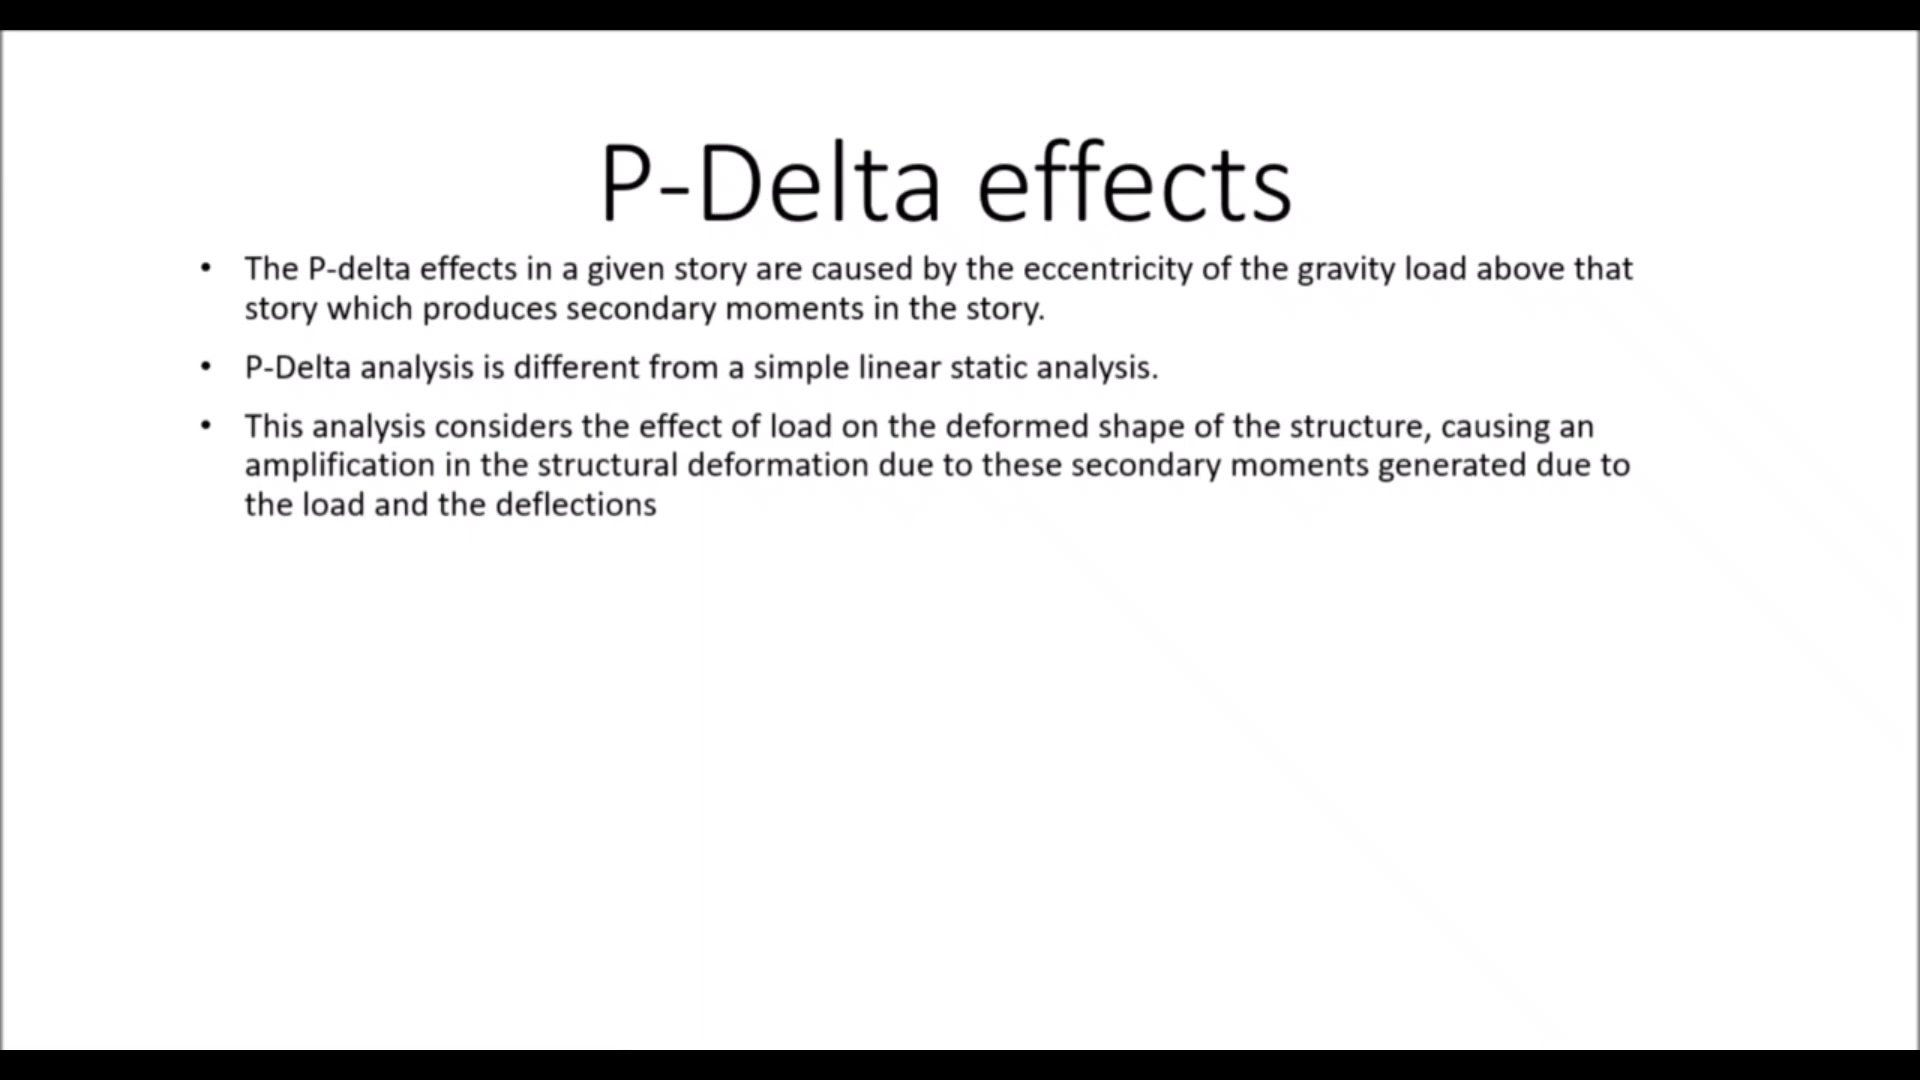 P-Delta effects
• The P-delta effects in a given story are caused by the eccentricity of the gravity load above that
story which produces secondary moments in the story.
• P-Delta analysis is different from a simple linear static analysis.
• This analysis considers the effect of load on the deformed shape of the structure, causing an
amplification in the structural deformation due to these secondary moments generated due to
the load and the deflections